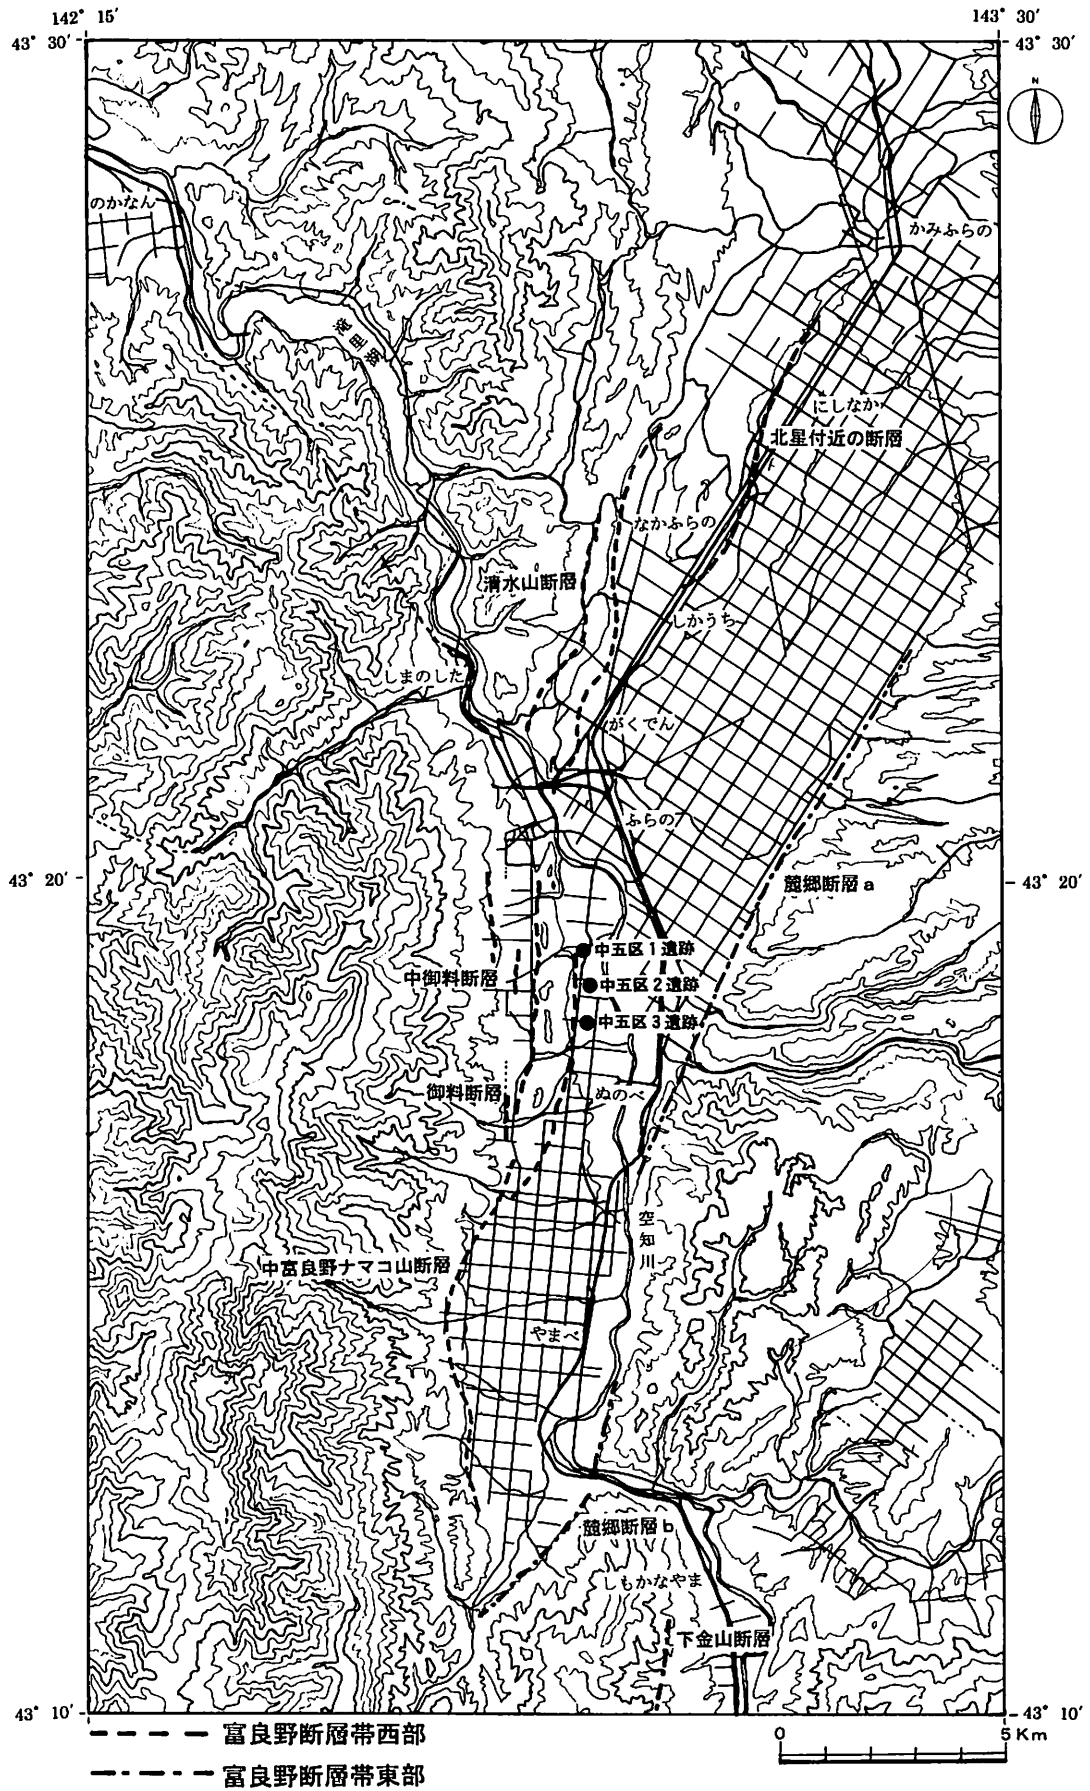 142° 15′
143° 30′
43° 30′
43° 30′
N
のかなん
かみふらの
滝里湖
にしなか
北星付近の断層
なかふらの
清水山断層
しかうち
しまのした
がくでん
ふらの
43° 20′
43° 20′
麓郷断層a
中五区1遺跡
中御料断層
中五区2遺跡
中五区3遺跡
御料断層
ぬのべ
空知川
中富良野ナマコ山断層
やまべ
麓郷断層b
しもかなやま
下金山断層
43° 10′
43° 10′
富良野断層帯西部
0 5Km
富良野断層帯東部